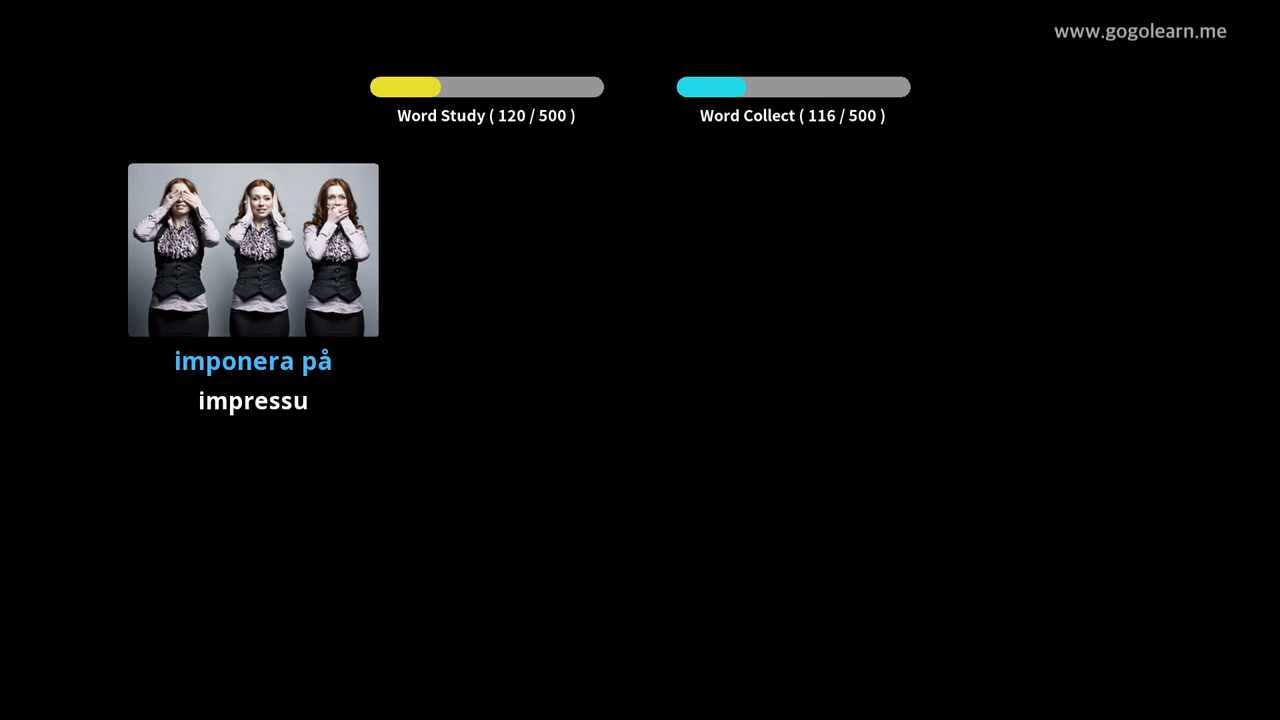 www.gogolearn.me
Word Study ( 120 / 500 )
Word Collect ( 116 / 500 )
imponera på
impressu